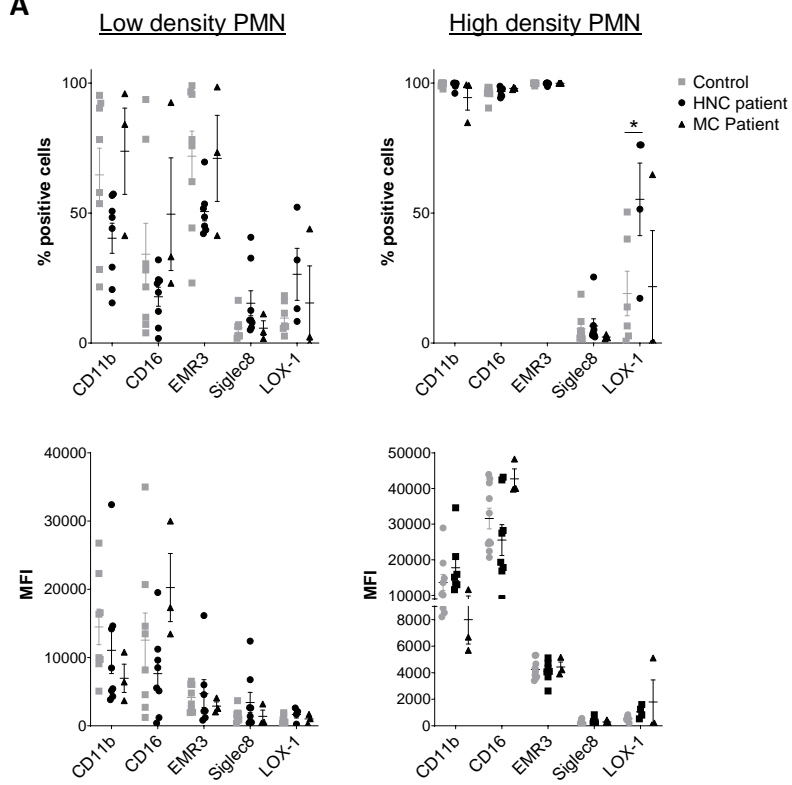 A
Low density PMN
High density PMN
% positive cells
100
50
0
CD11b
CD16
EMR3
Siglec8
LOX-1
% positive cells
100
50
0
*
CD11b
CD16
EMR3
Siglec8
LOX-1
Control
HNC patient
MC Patient
MFI
40000
30000
20000
10000
0
CD11b
CD16
EMR3
Siglec8
LOX-1
MFI
50000
40000
30000
20000
10000
8000
6000
4000
2000
0
CD11b
CD16
EMR3
Siglec8
LOX-1